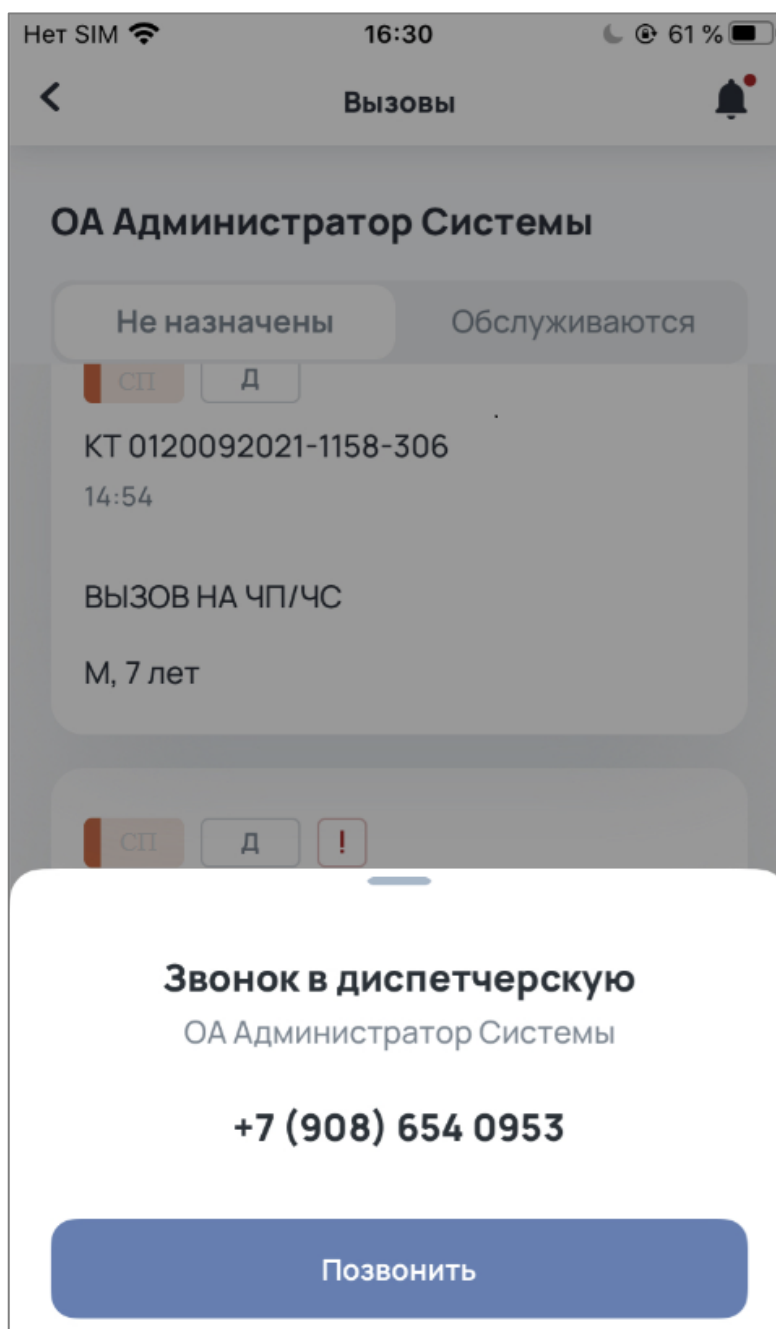 Нет SIM 16:30 61 %
Вызовы
ОА Администратор Системы
Не назначены Обслуживаются
СП Д
КТ 0120092021-1158-306
14:54
ВЫЗОВ НА ЧП/ЧС
М, 7 лет
СП Д !
Звонок в диспетчерскую
ОА Администратор Системы
+7 (908) 654 0953
Позвонить